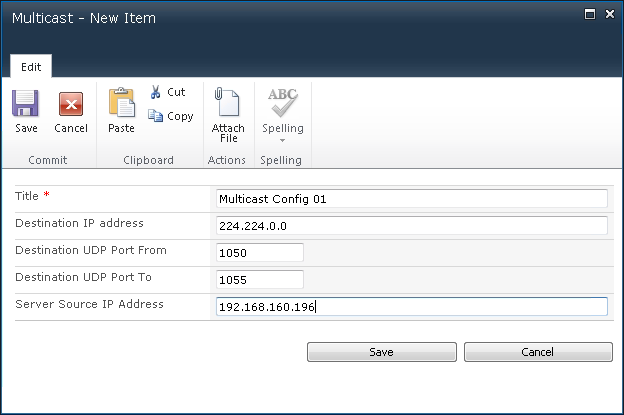 Multicast - New Item
Edit
Save
Cancel
Paste
Cut
Copy
Attach File
ABC
Spelling
Commit
Clipboard
Actions
Spelling
Title *
Multicast Config 01
Destination IP address
224.224.0.0
Destination UDP Port From
1050
Destination UDP Port To
1055
Server Source IP Address
192.168.160.196
Save
Cancel